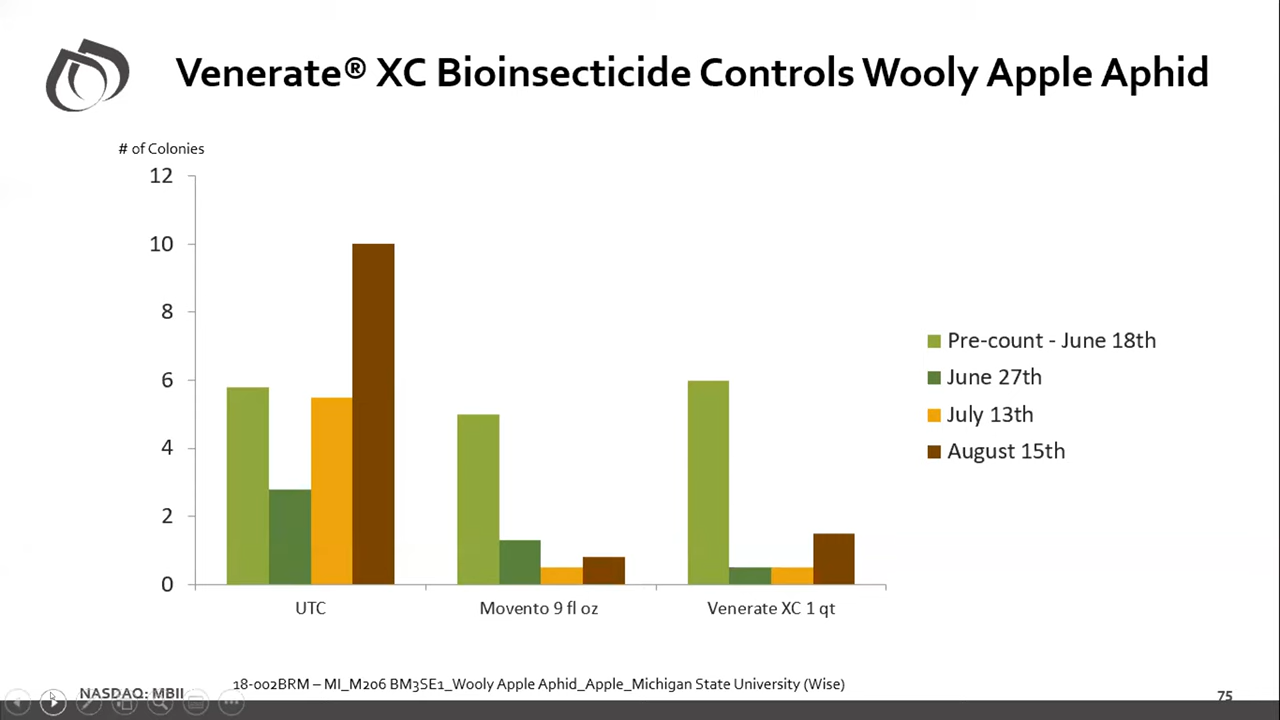 Venerate® XC Bioinsecticide Controls Wooly Apple Aphid
# of Colonies
12
10
8
6
4
2
0
UTC
Movento 9 fl oz
Venerate XC 1 qt
Pre-count - June 18th
June 27th
July 13th
August 15th
NASDAQ: MBII
18-002BRM – MI_M206 BM3SE1_Wooly Apple Aphid_Apple_Michigan State University (Wise)
75